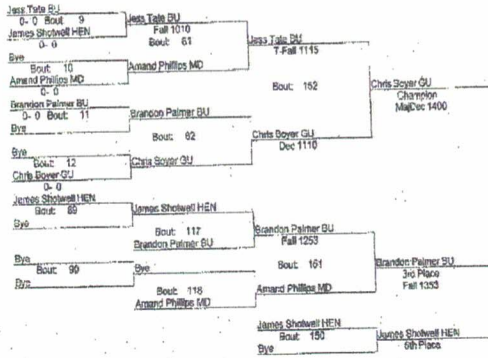 Jess Tate BU
0- 0 Bout 9
James Shotwell HEN
0- 0
Bye
Bout: 10
Amand Phillips MD
0- 0
Brandon Palmer BU
0- 0 Bout: 11
Bye
Bye
Bout: 12
Chris Boyer GU
0- 0
James Shotwell HEN
Bout: 89
Bye
Bye
Bout: 90
Bye
Jess Tate BU
Fall 1010
Bout: 61
Amand Phillips MD
Brandon Palmer BU
Bout: 62
Chris Boyer GU
James Shotwell HEN
Bout: 117
Brandon Palmer BU
Bye
Bout: 118
Amand Phillips MD
Jess Tate BU
T-Fall 1115
Bout: 152
Chris Boyer GU
Dec 1110
Brandon Palmer BU
Fall 1253
Bout: 161
Amand Phillips MD
James Shotwell HEN
Bout: 150
Bye
Chris Boyer GU
Champion
MajDec 1400
Brandon Palmer BU
3rd Place
Fall 1353
James Shotwell HEN
5th Place